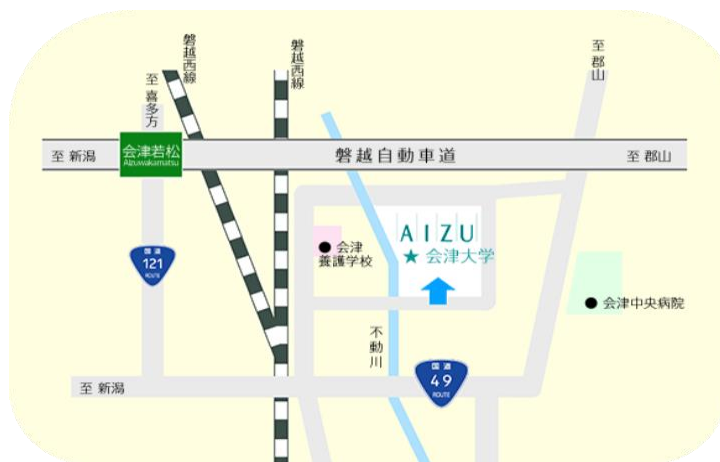 磐越西線
磐越西線
至 郡山
至 喜多方
会津若松
Aizuwakamatsu
至 新潟
磐越自動車道
至 郡山
AIZU
★ 会津大学
● 会津
養護学校
国道
121
ROUTE
● 会津中央病院
不動川
国道
49
ROUTE
至 新潟